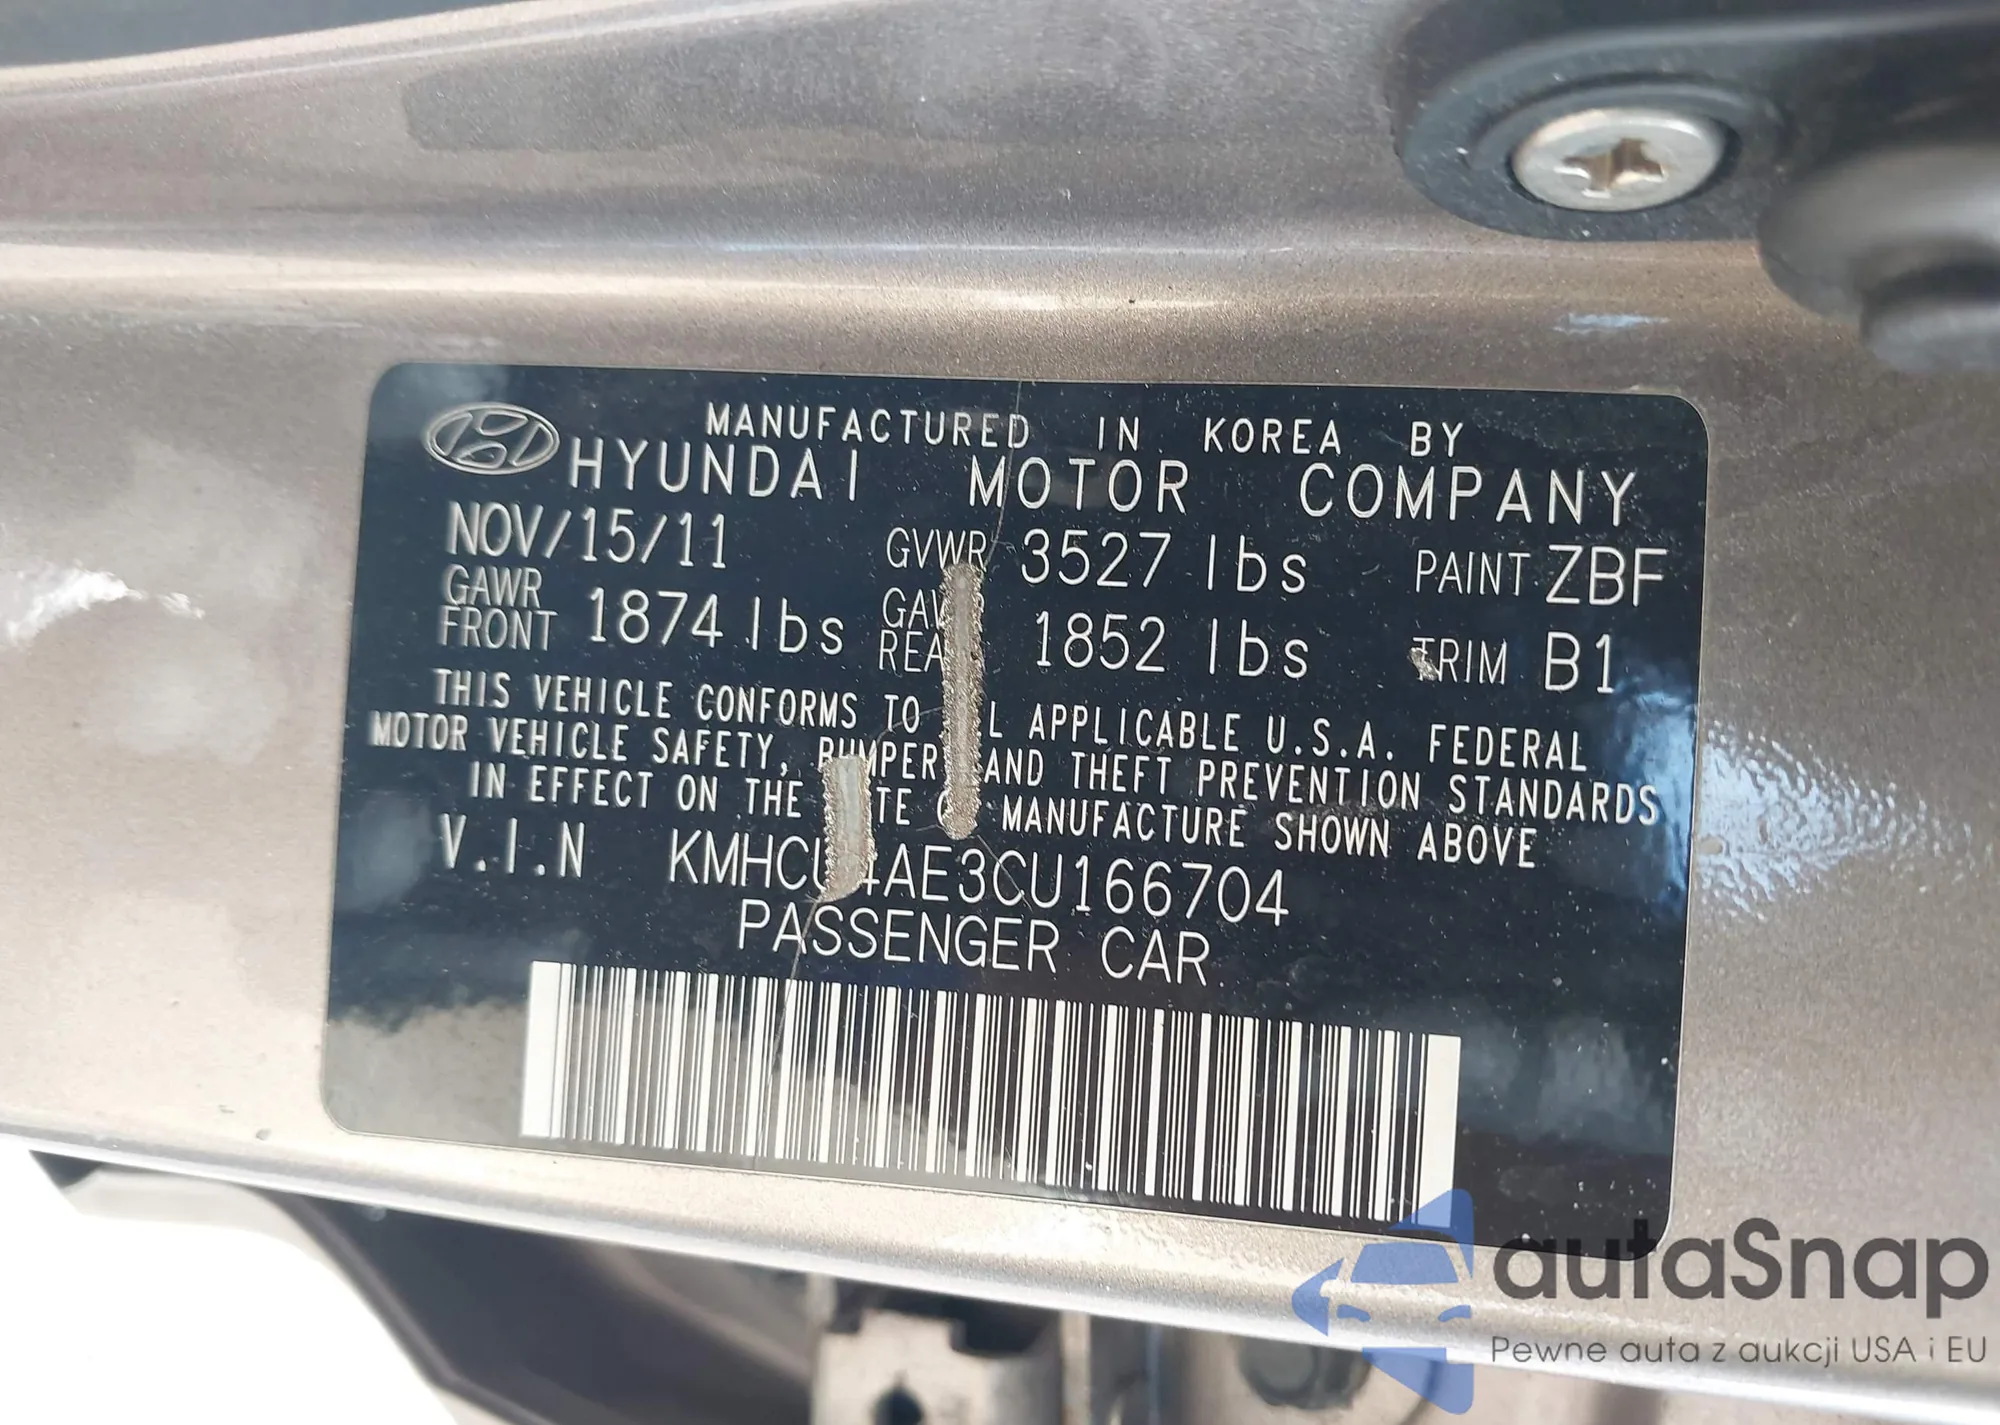 MANUFACTURED IN KOREA BY
HYUNDAI MOTOR COMPANY
NOV/15/11 GVWR 3527 lbs PAINT ZBF
GAWR FRONT 1874 lbs 1852 lbs TRIM B1
THIS VEHICLE CONFORMS TO APPLICABLE U.S.A. FEDERAL
MOTOR VEHICLE SAFETY, BUMPER, AND THEFT PREVENTION STANDARDS
IN EFFECT ON THE MANUFACTURE SHOWN ABOVE
V.I.N KMHCU4AE3CU166704
PASSENGER CAR
autaSnap
Pewne auta z aukcji USA i EU